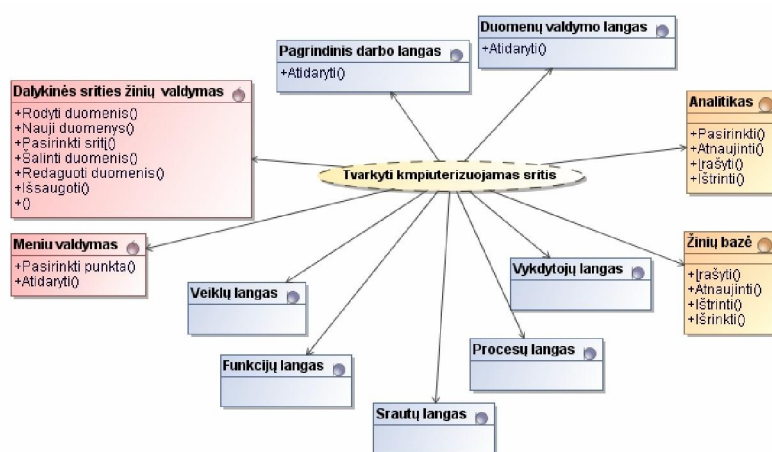 Duomenų valdymo langas
+Atidaryti()
Pagrindinis darbo langas
+Atidaryti()
Dalykinės srities žinių valdymas
+Rodyti duomenis()
+Nauji duomenys()
+Pasirinkti sritį()
+Šalinti duomenis()
+Redaguoti duomenis()
+Išsaugoti()
+()
Analitikas
+Pasirinkti()
+Atnaujinti()
+Įrašyti()
+Ištrinti()
Tvarkyti kmpiuterizuojamas sritis
Meniu valdymas
+Pasirinkti punkta()
+Atidaryti()
Žinių bazė
+Įrašyti()
+Atnaujinti()
+Ištrinti()
+Išrinkti()
Vykdytojų langas
Veiklų langas
Procesų langas
Funkcijų langas
Srautų langas